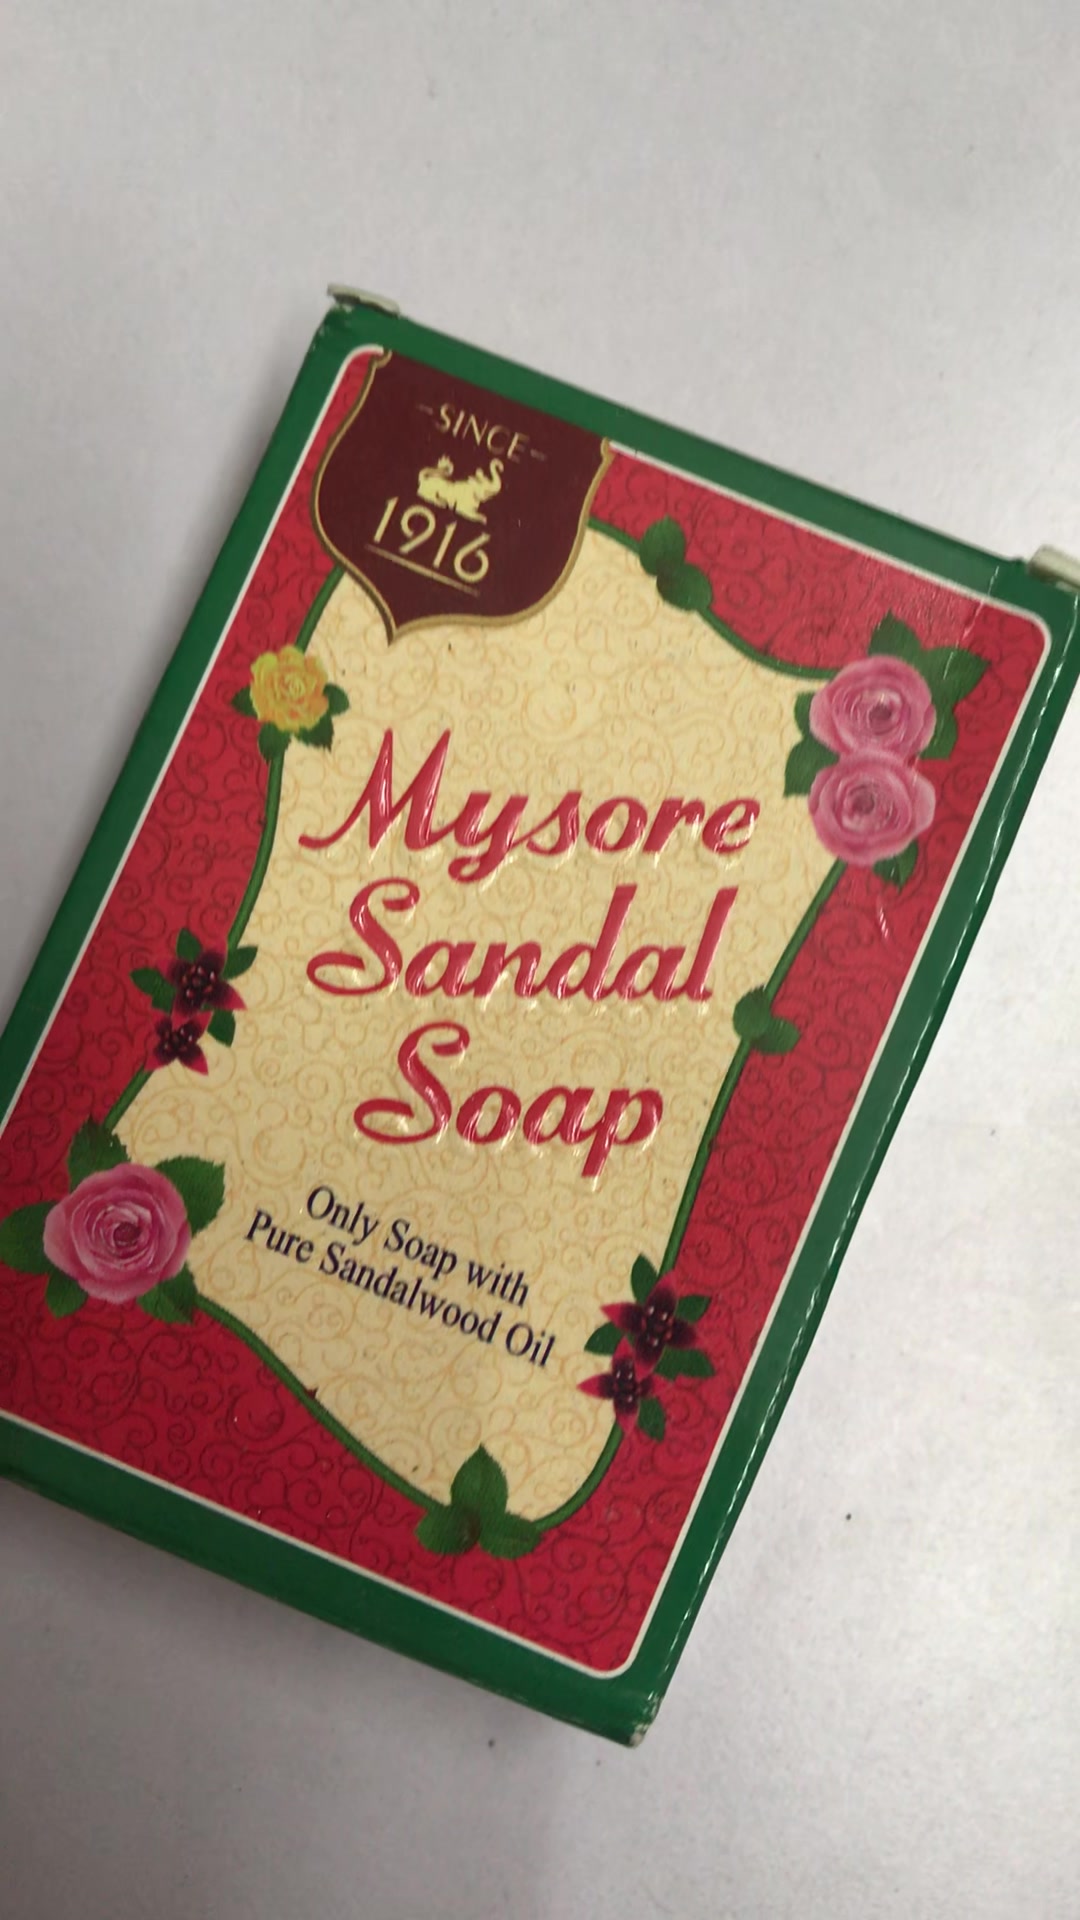 -SINCE-
1916
Mysore
Sandal
Soap
Only Soap with
Pure Sandalwood Oil